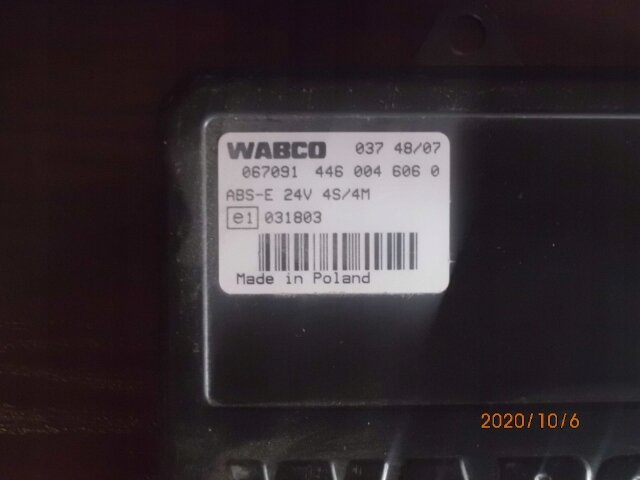 WABCO 037 48/07
067091 446 004 606 0
ABS-E 24V 4S/4M
e1 031803
Made in Poland
2020/10/6